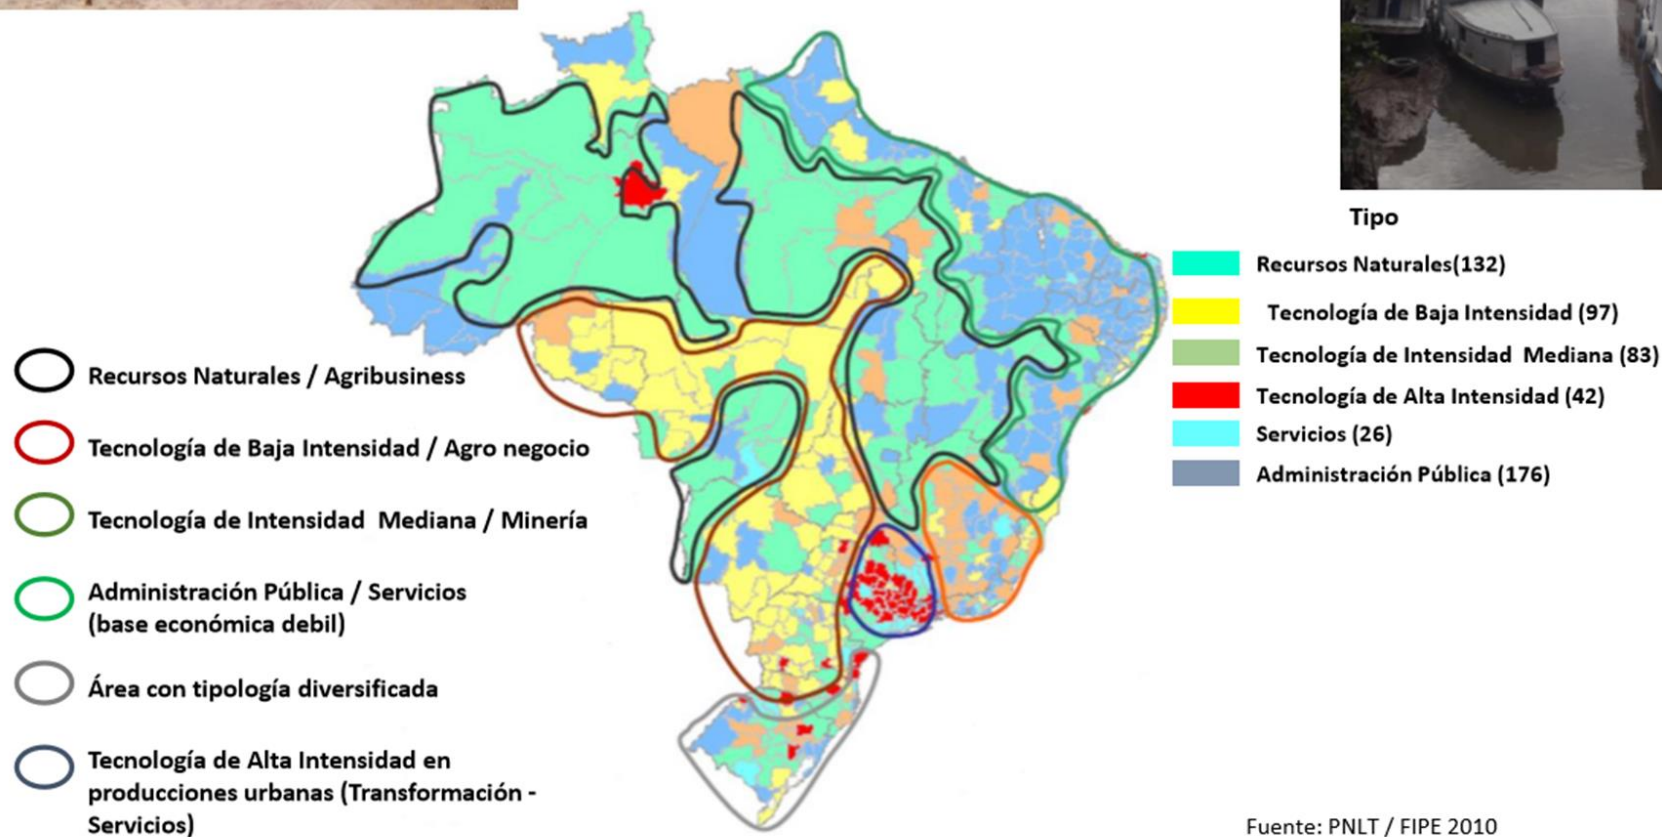 Tipo
Recursos Naturales(132)
Tecnología de Baja Intensidad (97)
Tecnología de Intensidad Mediana (83)
Tecnología de Alta Intensidad (42)
Servicios (26)
Administración Pública (176)
Recursos Naturales / Agribusiness
Tecnología de Baja Intensidad / Agro negocio
Tecnología de Intensidad Mediana / Minería
Administración Pública / Servicios
(base económica debil)
Área con tipología diversificada
Tecnología de Alta Intensidad en
producciones urbanas (Transformación -
Servicios)
Fuente: PNLT / FIPE 2010